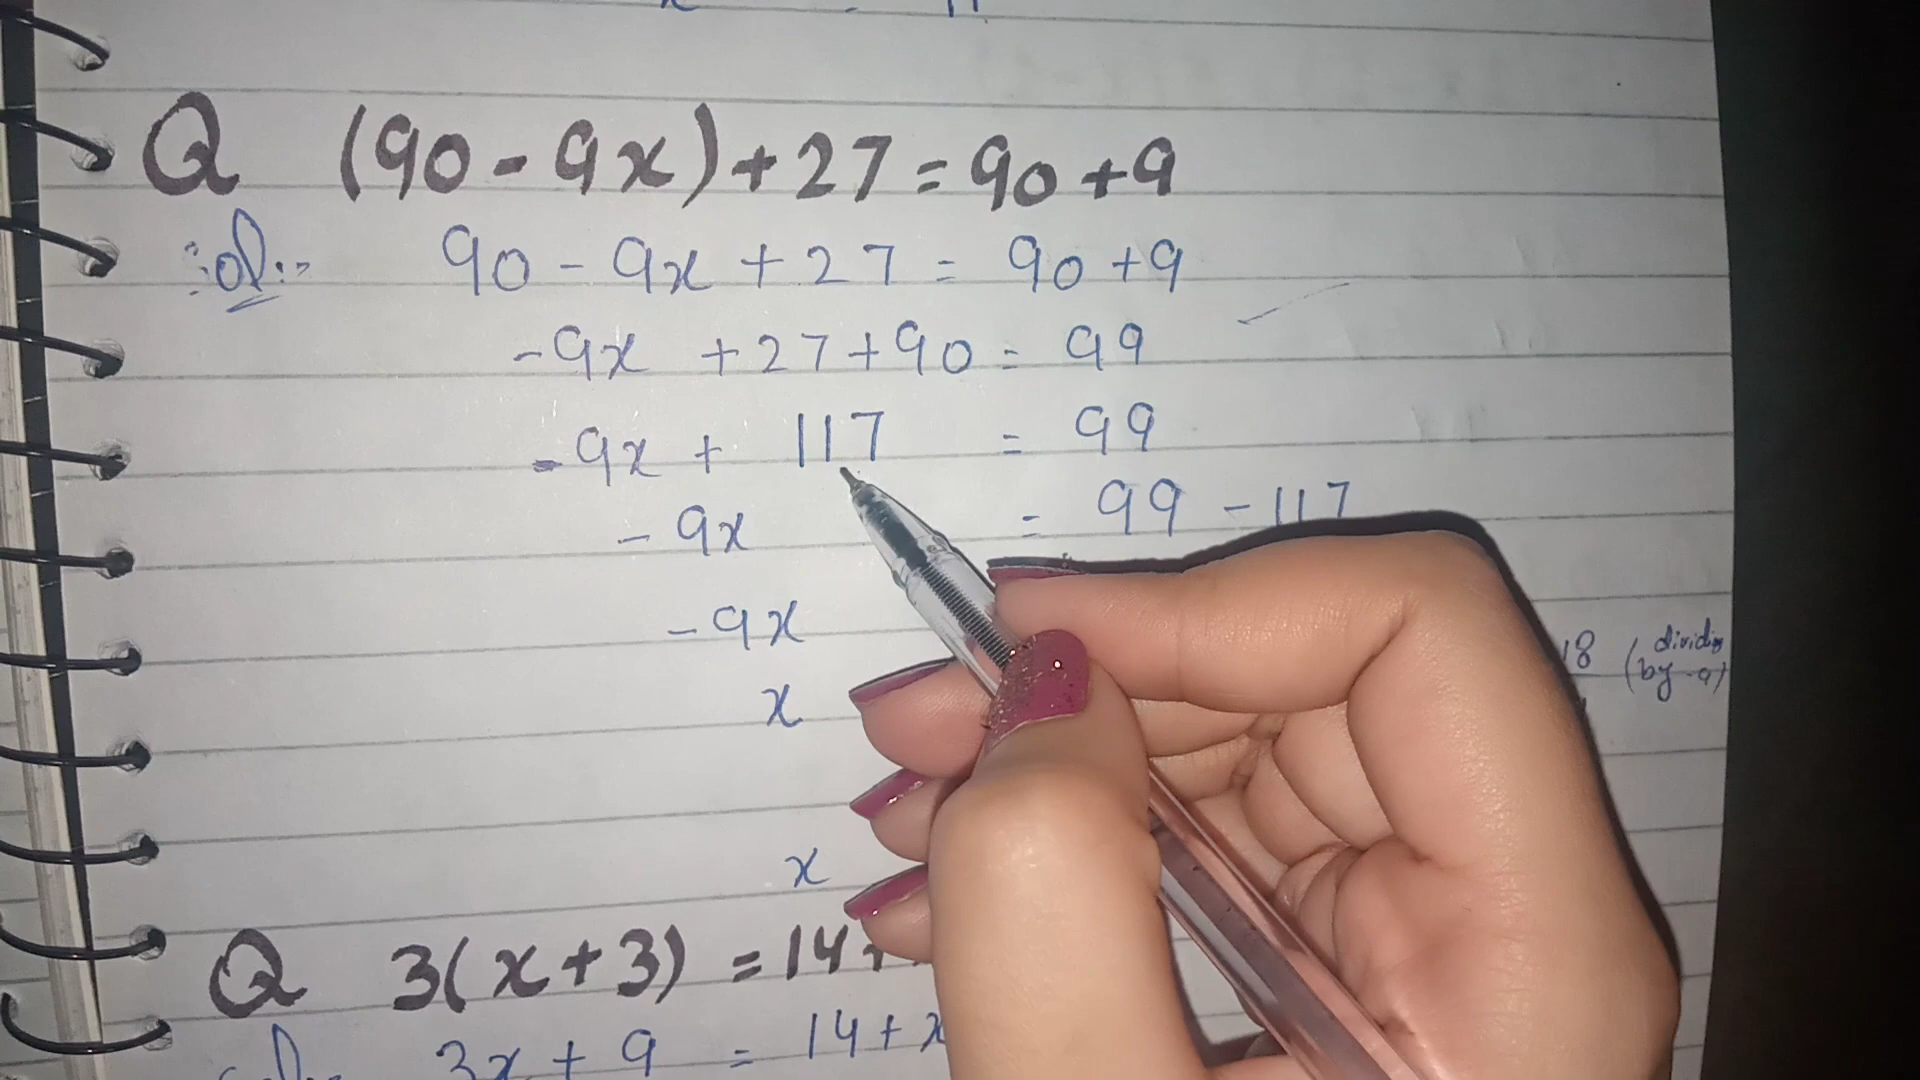 Q (90 - 9x) + 27 = 90 + 9
Sol:- 90 - 9x + 27 = 90 + 9
- 9x + 27 + 90 = 99
- 9x + 117 = 99
- 9x = 99 - 117
- 9x
18 (dividing by -9)
x
x
Q 3(x + 3) = 14 +
Sol:- 3x + 9 = 14 + x